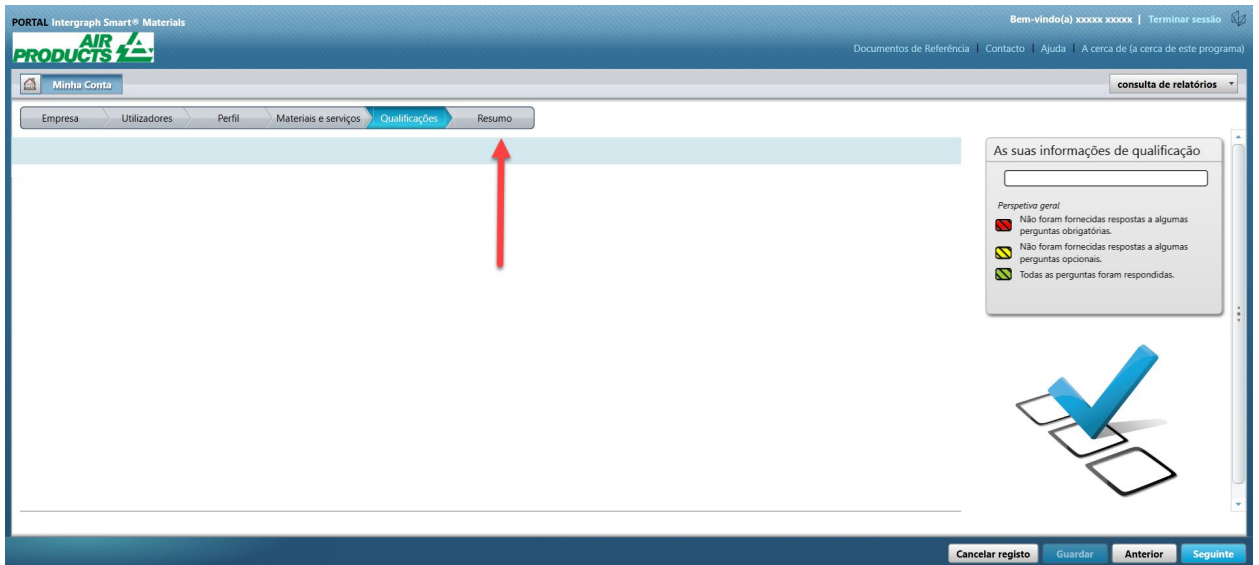 PORTAL Intergraph Smart® Materials
Bem-vindo(a) xxxxx xxxxx | Terminar sessão
AIR
PRODUCTS
Documentos de Referência | Contacto | Ajuda | A cerca de (a cerca de este programa)
Minha Conta
consulta de relatórios
Empresa Utilizadores Perfil Materiais e serviços Qualificações Resumo
As suas informações de qualificação
Perspetiva geral
Não foram fornecidas respostas a algumas
perguntas obrigatórias.
Não foram fornecidas respostas a algumas
perguntas opcionais.
Todas as perguntas foram respondidas.
Cancelar registo Guardar Anterior Seguinte